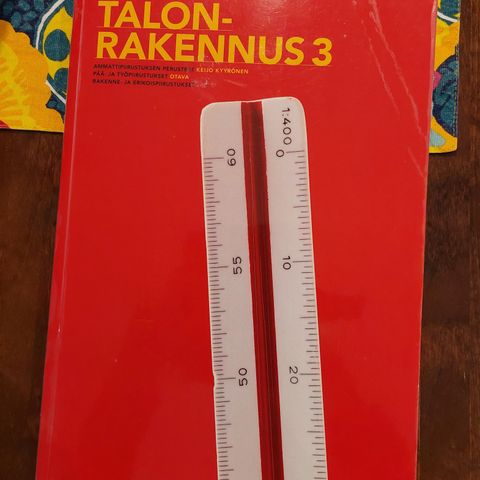 TALON-
RAKENNUS 3
AMMATTIPIIRUSTUKSEN PERUSTEET KEIJO KYYRÖNEN
PÄÄ- JA TYÖPIIRUSTUKSET OTAVA
RAKENNE- JA ERIKOISPIIRUSTUKSET
1:400
60
0
55
10
50
20